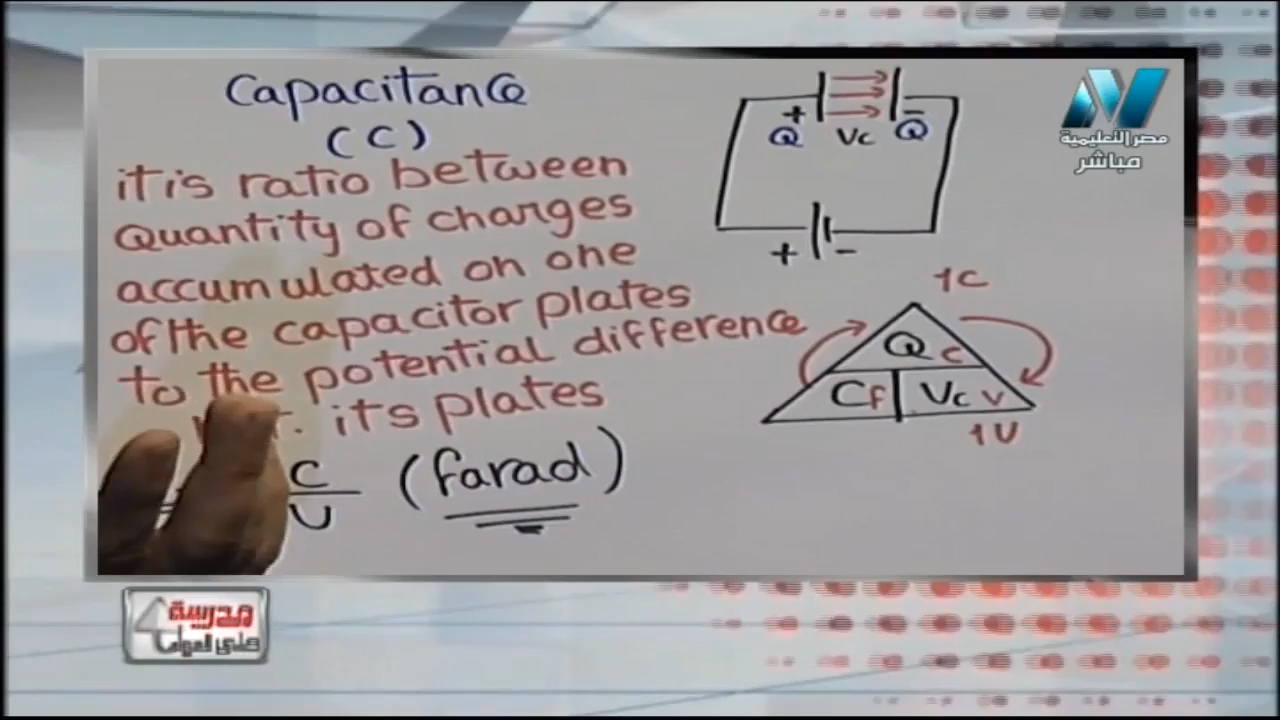 Capacitance
(C)
it is ratio between
Quantity of charges
accumulated on one
of the capacitor plates
to the potential difference
its plates
C
V
(farad)
+ -
Q Vc Q
+ -
1C
Q c
C f Vc v
1V
مصر التعليمية
مباشر
مدرسة
على الهواء